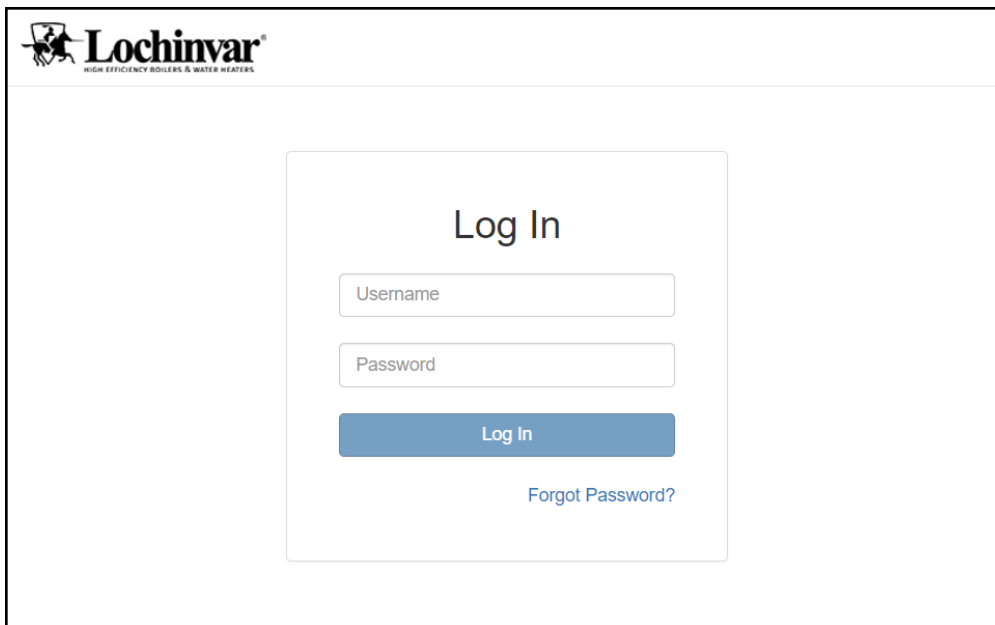 Lochinvar®
HIGH EFFICIENCY BOILERS & WATER HEATERS
Log In
Username
Password
Log In
Forgot Password?